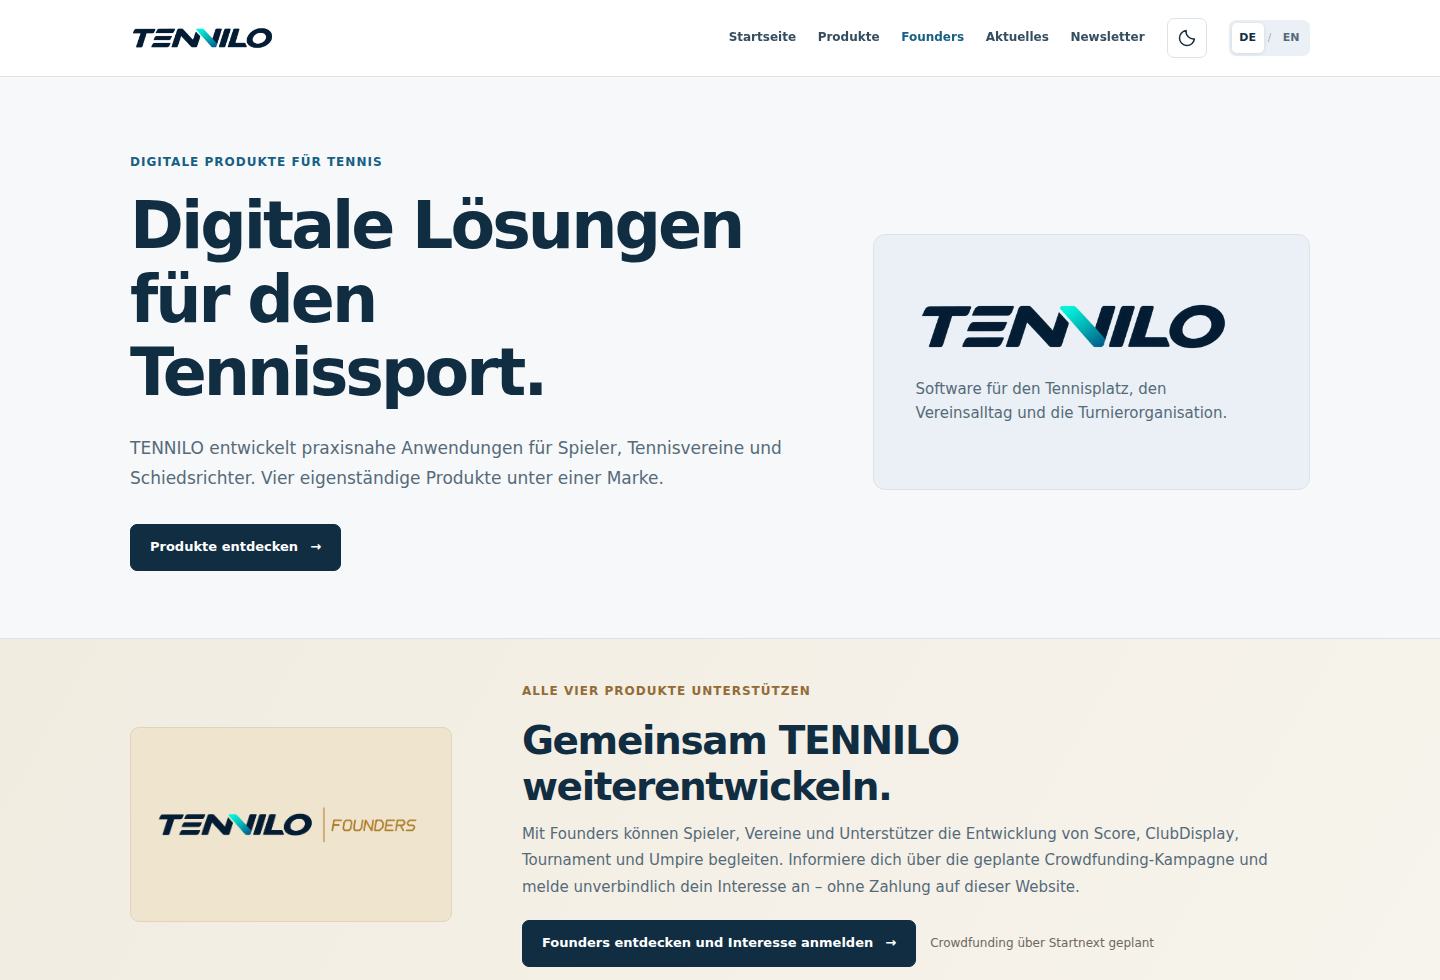 TENNILO
Startseite Produkte Founders Aktuelles Newsletter DE / EN
DIGITALE PRODUKTE FÜR TENNIS
Digitale Lösungen
für den
Tennissport.
TENNILO entwickelt praxisnahe Anwendungen für Spieler, Tennisvereine und
Schiedsrichter. Vier eigenständige Produkte unter einer Marke.
Produkte entdecken →
TENNILO
Software für den Tennisplatz, den
Vereinsalltag und die Turnierorganisation.
TENNILO | FOUNDERS
ALLE VIER PRODUKTE UNTERSTÜTZEN
Gemeinsam TENNILO
weiterentwickeln.
Mit Founders können Spieler, Vereine und Unterstützer die Entwicklung von Score, ClubDisplay,
Tournament und Umpire begleiten. Informiere dich über die geplante Crowdfunding-Kampagne und
melde unverbindlich dein Interesse an – ohne Zahlung auf dieser Website.
Founders entdecken und Interesse anmelden →
Crowdfunding über Startnext geplant